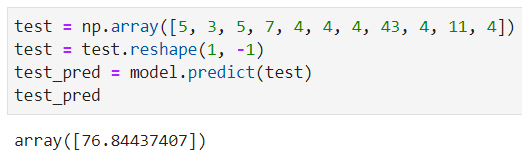 test = np.array([5, 3, 5, 7, 4, 4, 4, 43, 4, 11, 4])
test = test.reshape(1, -1)
test_pred = model.predict(test)
test_pred
array([76.84437407])